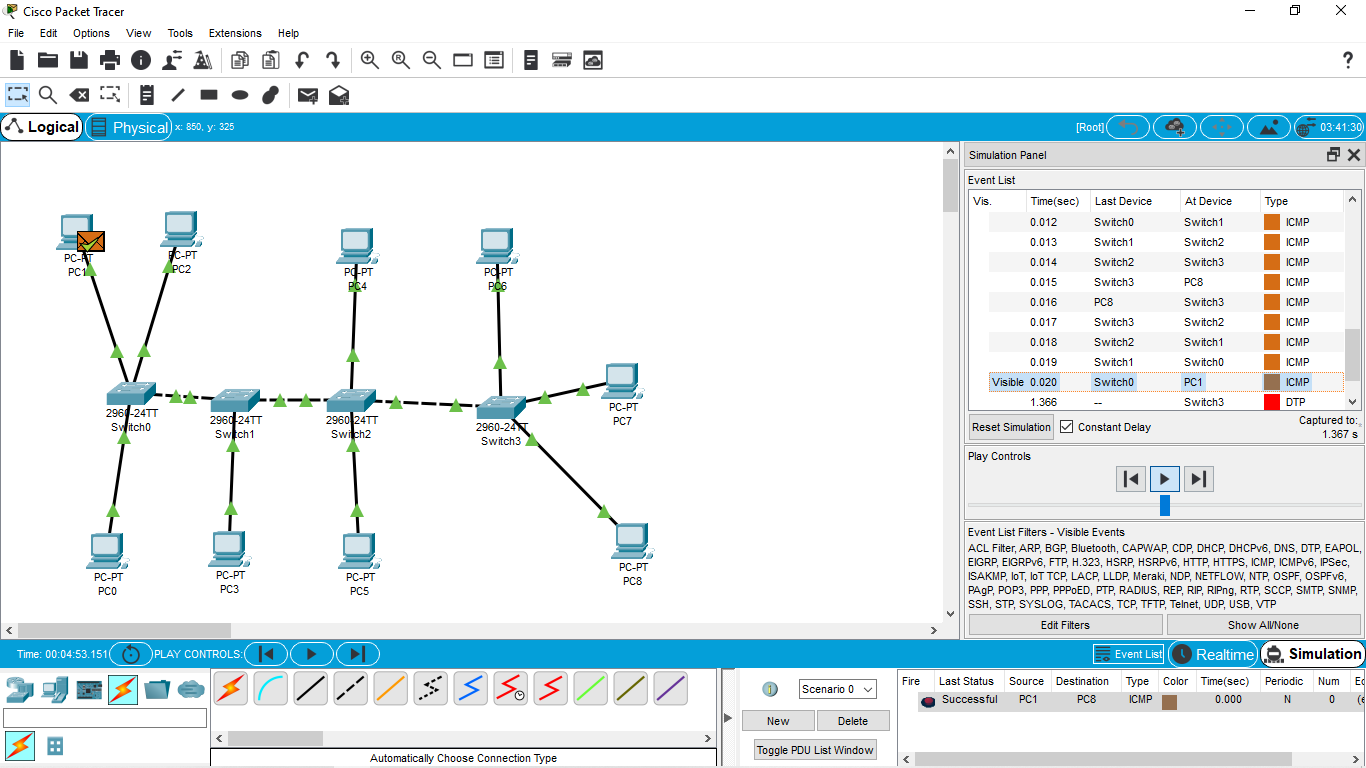 Cisco Packet Tracer
File Edit Options View Tools Extensions Help
?
Logical Physical x: 850, y: 325 [Root] 03:41:30
PC-PT
PC1
PC-PT
PC2
PC-PT
PC4
PC-PT
PC6
2960-24TT
Switch0
2960-24TT
Switch1
2960-24TT
Switch2
2960-24TT
Switch3
PC-PT
PC7
PC-PT
PC0
PC-PT
PC3
PC-PT
PC5
PC-PT
PC8
Simulation Panel
Event List
Vis. Time(sec) Last Device At Device Type
0.012 Switch0 Switch1 ICMP
0.013 Switch1 Switch2 ICMP
0.014 Switch2 Switch3 ICMP
0.015 Switch3 PC8 ICMP
0.016 PC8 Switch3 ICMP
0.017 Switch3 Switch2 ICMP
0.018 Switch2 Switch1 ICMP
0.019 Switch1 Switch0 ICMP
Visible 0.020 Switch0 PC1 ICMP
1.366 -- Switch3 DTP
Reset Simulation Constant Delay Captured to:
1.367 s
Play Controls
Event List Filters - Visible Events
ACL Filter, ARP, BGP, Bluetooth, CAPWAP, CDP, DHCP, DHCPv6, DNS, DTP, EAPOL,
EIGRP, EIGRPv6, FTP, H.323, HSRP, HSRPv6, HTTP, HTTPS, ICMP, ICMPv6, IPSec,
ISAKMP, IoT, IoT TCP, LACP, LLDP, Meraki, NDP, NETFLOW, NTP, OSPF, OSPFv6,
PAgP, POP3, PPP, PPPoED, PTP, RADIUS, REP, RIP, RIPng, RTP, SCCP, SMTP, SNMP,
SSH, STP, SYSLOG, TACACS, TCP, TFTP, Telnet, UDP, USB, VTP
Edit Filters Show All/None
Time: 00:04:53.151 PLAY CONTROLS: Event List Realtime Simulation
Automatically Choose Connection Type
Scenario 0
New Delete
Toggle PDU List Window
Fire Last Status Source Destination Type Color Time(sec) Periodic Num Ec
Successful PC1 PC8 ICMP 0.000 N 0 (e